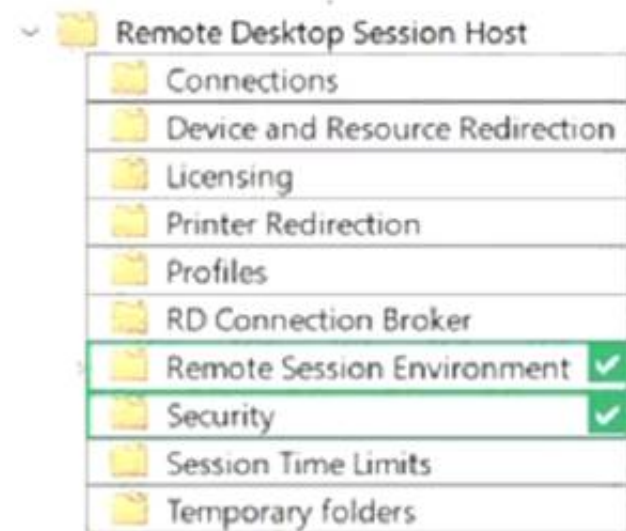 Remote Desktop Session Host
Connections
Device and Resource Redirection
Licensing
Printer Redirection
Profiles
RD Connection Broker
Remote Session Environment
Security
Session Time Limits
Temporary folders